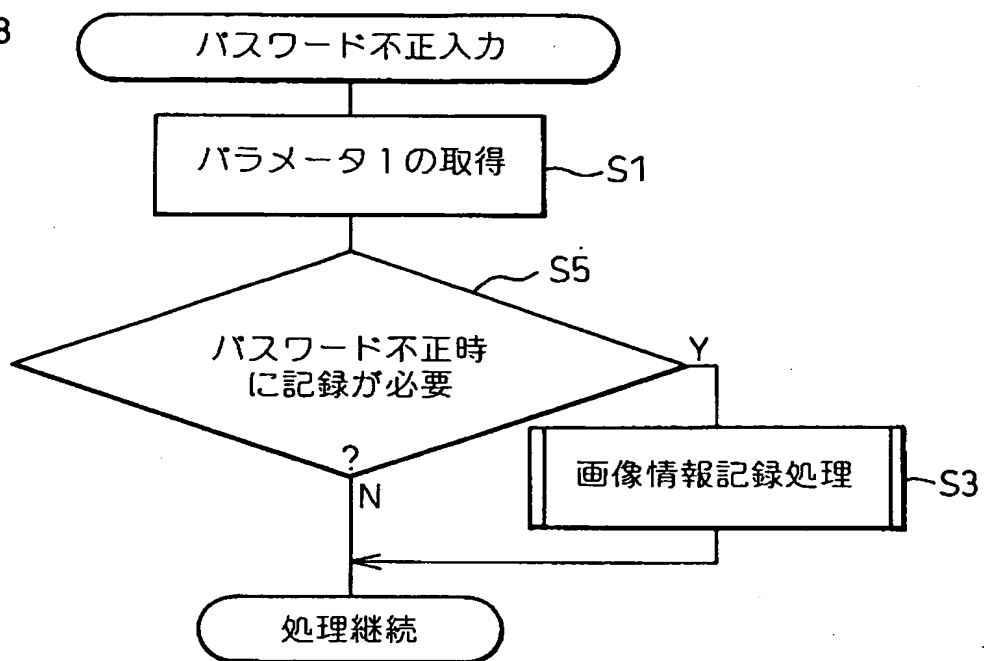 8
パスワード不正入力
パラメータ1の取得
S1
S5
パスワード不正時
に記録が必要
?
Y
N
画像情報記録処理
S3
処理継続